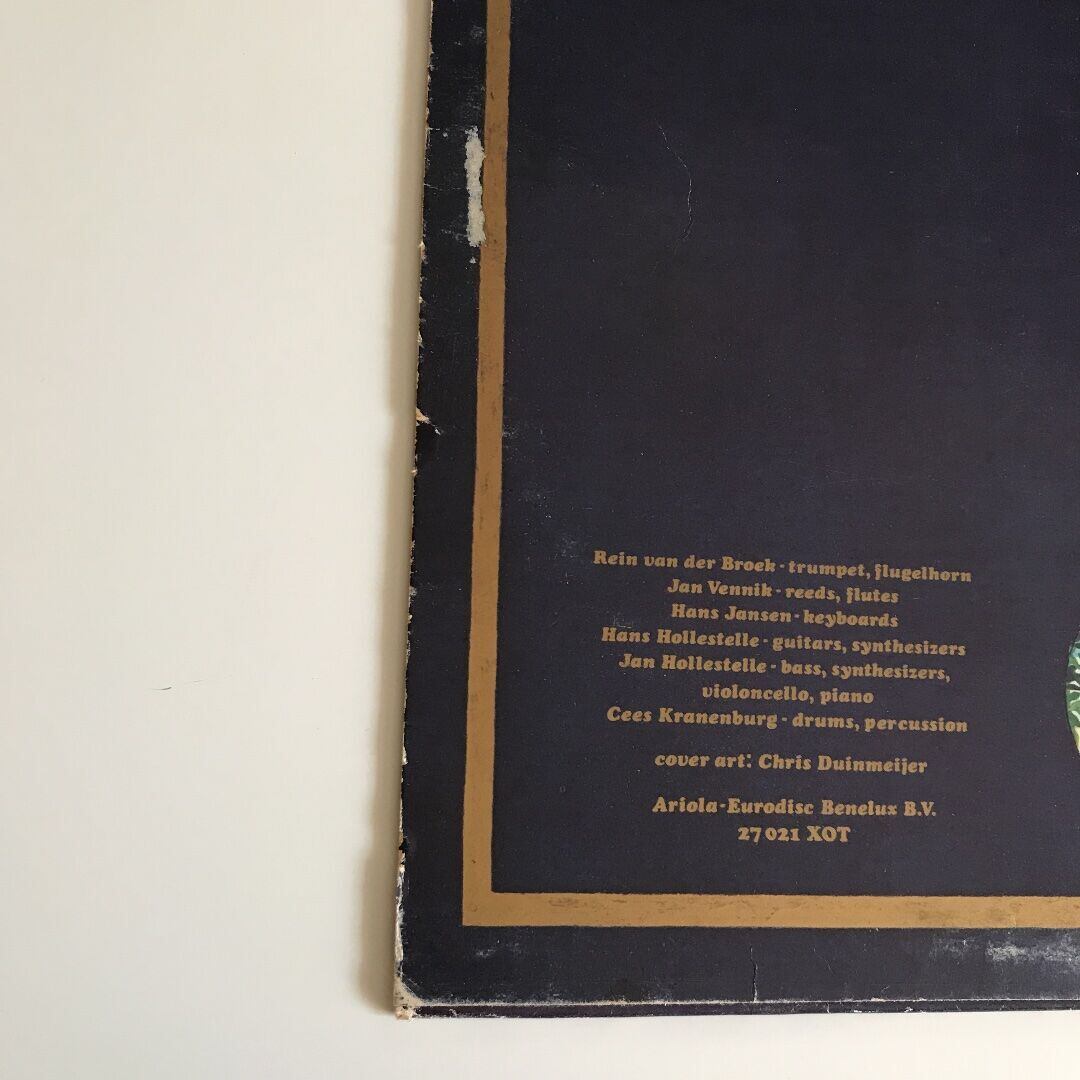 Rein van der Broek - trumpet, flugelhorn
Jan Vennik - reeds, flutes
Hans Jansen - keyboards
Hans Hollestelle - guitars, synthesizers
Jan Hollestelle - bass, synthesizers,
violoncello, piano
Cees Kranenburg - drums, percussion
cover art: Chris Duinmeijer
Ariola-Eurodisc Benelux B.V.
27 021 XOT